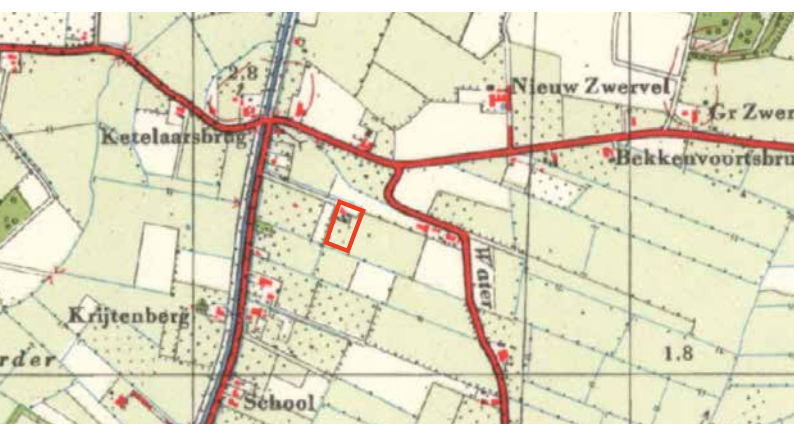 2.8
Nieuw Zwervel
Gr Zwer
Ketelaarsbrug
Bekkenvoortsbru
Water
Krijtenberg
1.8
rder
School